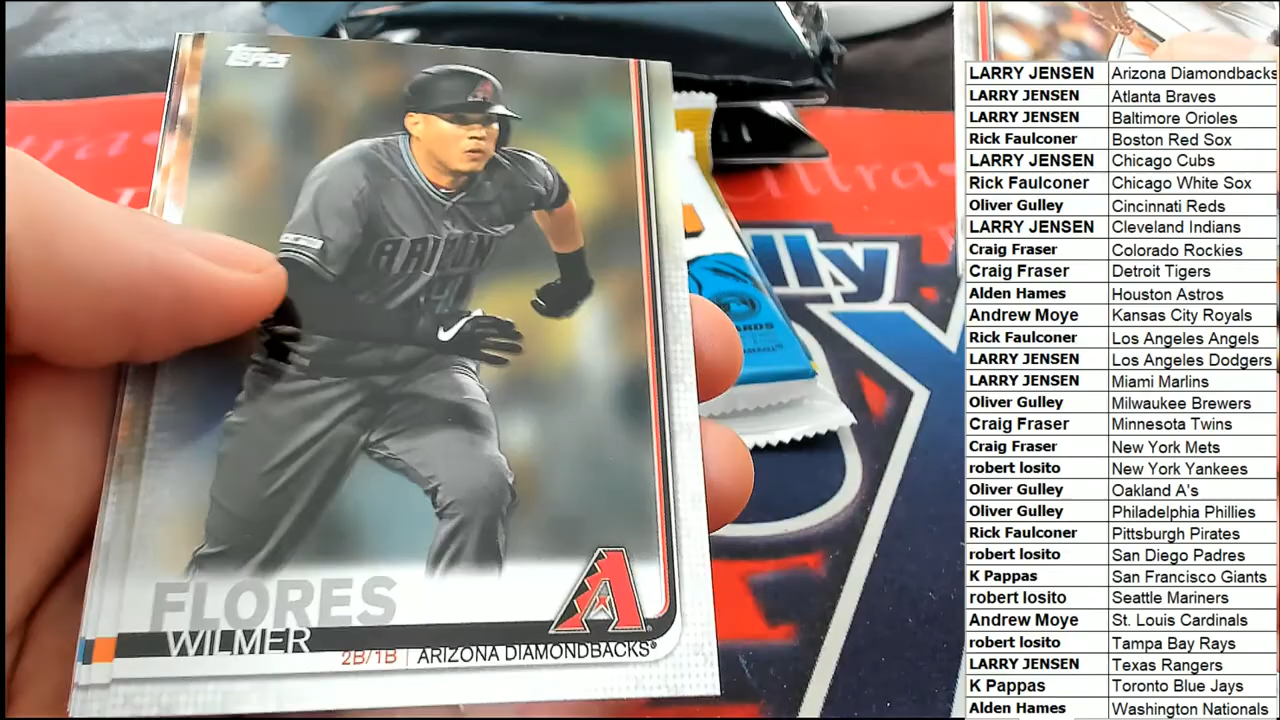 topps
ARIZON
FLORES
WILMER
2B/1B | ARIZONA DIAMONDBACKS
LARRY JENSEN Arizona Diamondbacks
LARRY JENSEN Atlanta Braves
LARRY JENSEN Baltimore Orioles
Rick Faulconer Boston Red Sox
LARRY JENSEN Chicago Cubs
Rick Faulconer Chicago White Sox
Oliver Gulley Cincinnati Reds
LARRY JENSEN Cleveland Indians
Craig Fraser Colorado Rockies
Craig Fraser Detroit Tigers
Alden Hames Houston Astros
Andrew Moye Kansas City Royals
Rick Faulconer Los Angeles Angels
LARRY JENSEN Los Angeles Dodgers
LARRY JENSEN Miami Marlins
Oliver Gulley Milwaukee Brewers
Craig Fraser Minnesota Twins
Craig Fraser New York Mets
robert losito New York Yankees
Oliver Gulley Oakland A's
Oliver Gulley Philadelphia Phillies
Rick Faulconer Pittsburgh Pirates
robert losito San Diego Padres
K Pappas San Francisco Giants
robert losito Seattle Mariners
Andrew Moye St. Louis Cardinals
robert losito Tampa Bay Rays
LARRY JENSEN Texas Rangers
K Pappas Toronto Blue Jays
Alden Hames Washington Nationals